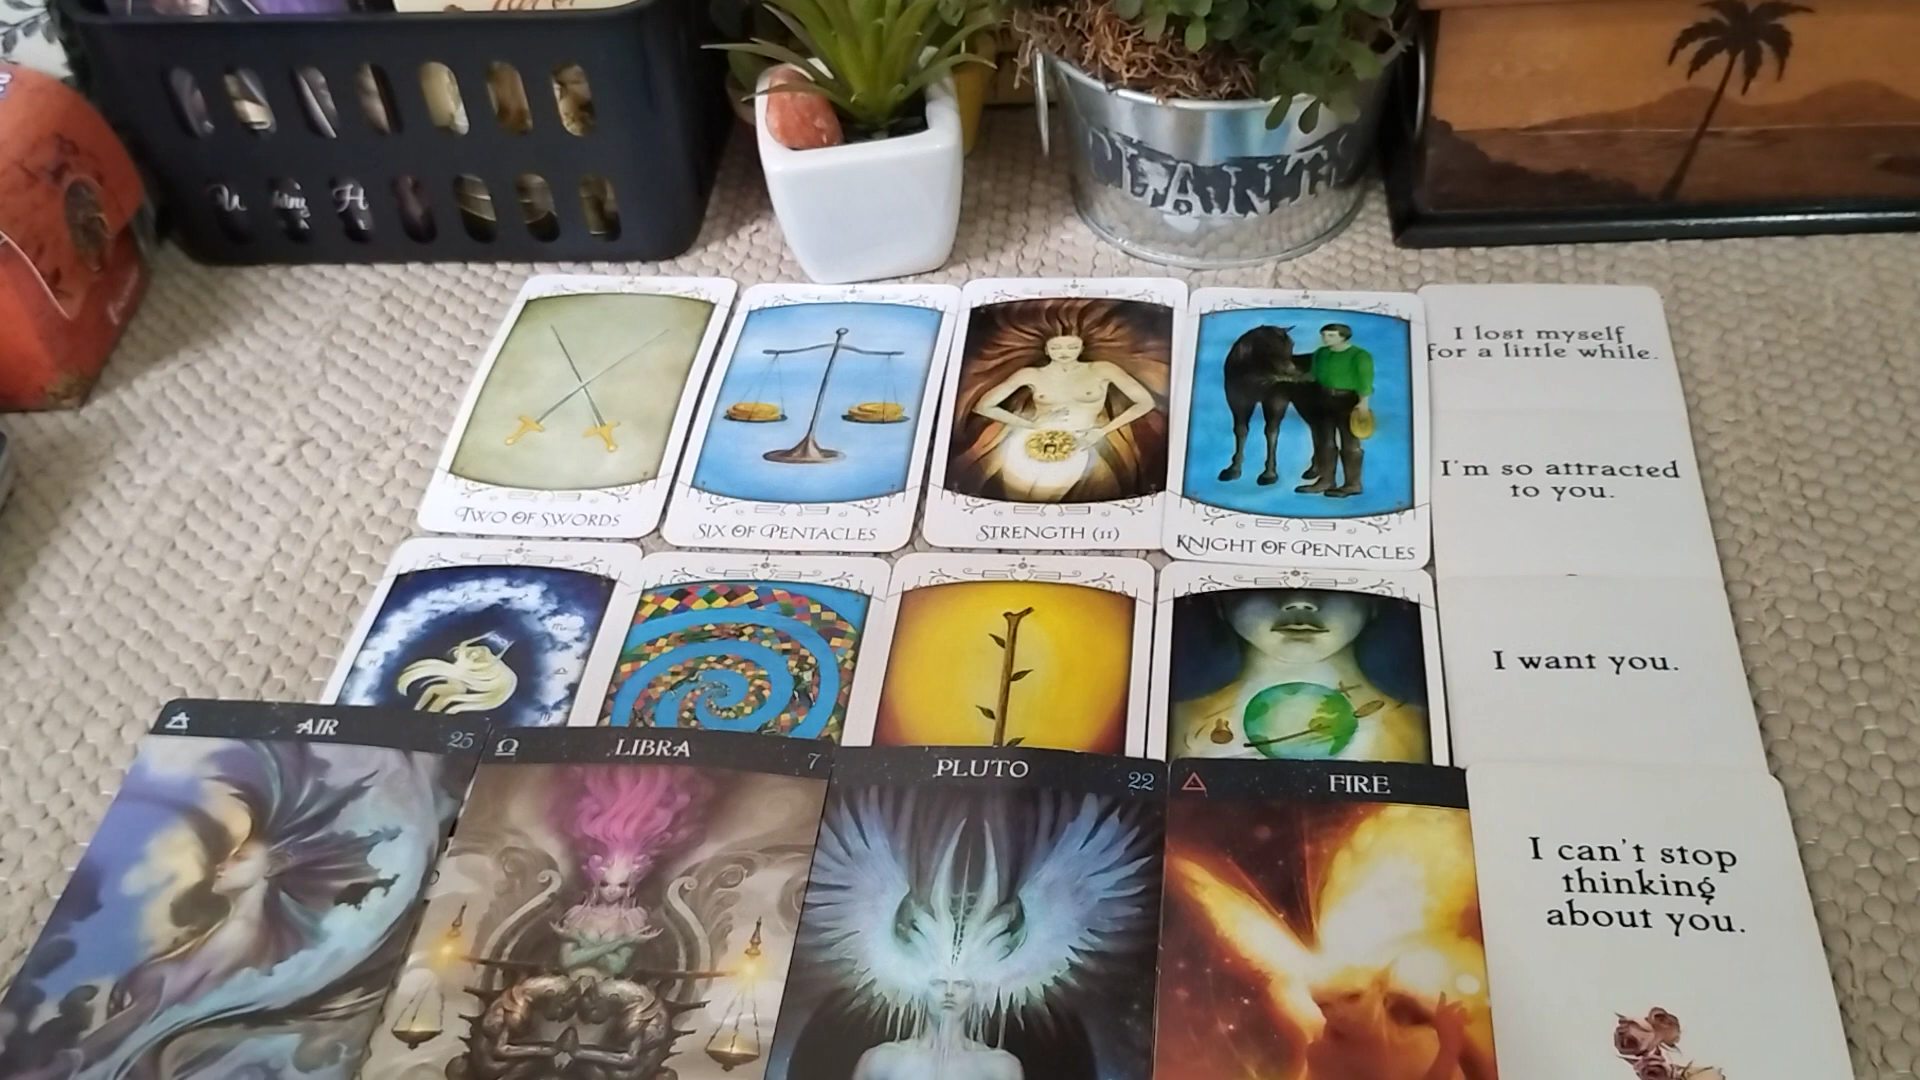 PLANTS
TWO OF SWORDS
SIX OF PENTACLES
STRENGTH (11)
KNIGHT OF PENTACLES
I lost myself
for a little while.
I'm so attracted
to you.
I want you.
AIR
25
LIBRA
7
PLUTO
22
FIRE
I can't stop
thinking
about you.